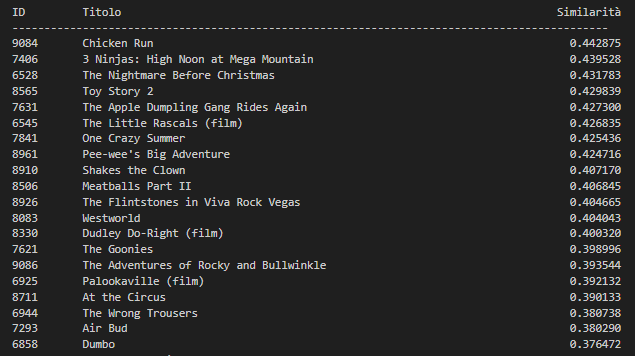 ID Titolo Similarità
--------------------------------------------------------------------------------------------
9084 Chicken Run 0.442875
7406 3 Ninjas: High Noon at Mega Mountain 0.439528
6528 The Nightmare Before Christmas 0.431783
8565 Toy Story 2 0.429839
7631 The Apple Dumpling Gang Rides Again 0.427300
6545 The Little Rascals (film) 0.426835
7841 One Crazy Summer 0.425436
8961 Pee-wee's Big Adventure 0.424716
8910 Shakes the Clown 0.407170
8506 Meatballs Part II 0.406845
8926 The Flintstones in Viva Rock Vegas 0.404665
8083 Westworld 0.404043
8330 Dudley Do-Right (film) 0.400320
7621 The Goonies 0.398996
9086 The Adventures of Rocky and Bullwinkle 0.393544
6925 Palookaville (film) 0.392132
8711 At the Circus 0.390133
6944 The Wrong Trousers 0.380738
7293 Air Bud 0.380290
6858 Dumbo 0.376472